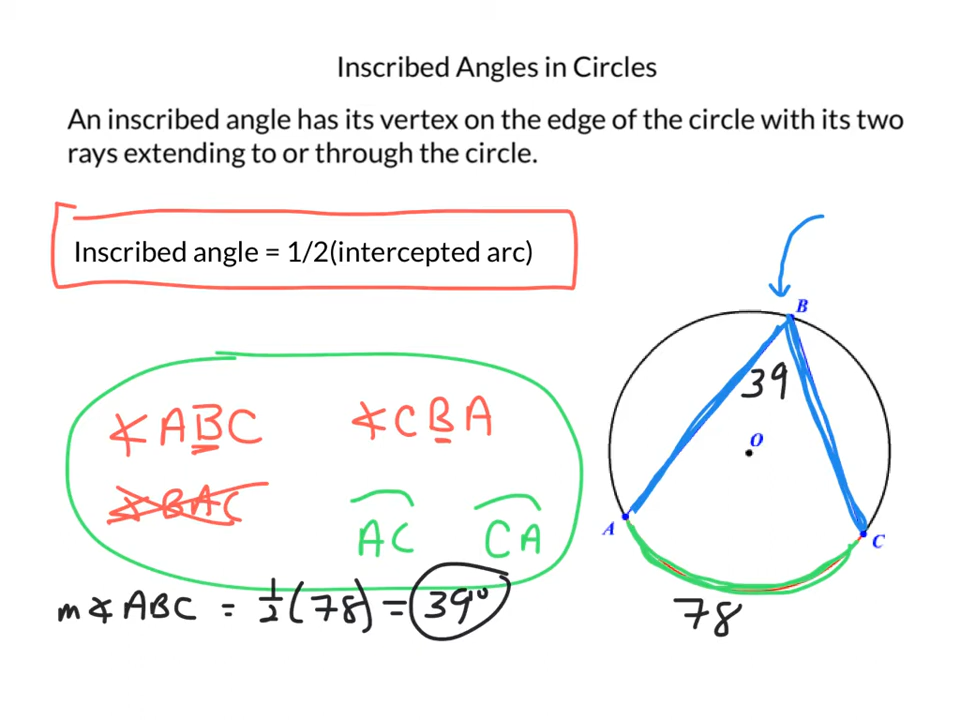 Inscribed Angles in Circles
An inscribed angle has its vertex on the edge of the circle with its two
rays extending to or through the circle.
Inscribed angle = 1/2(intercepted arc)
B
39
∡ABC ∡CBA
O
∡BAC
AC CA
A
C
m∡ABC = 1/2(78) = 39°
78